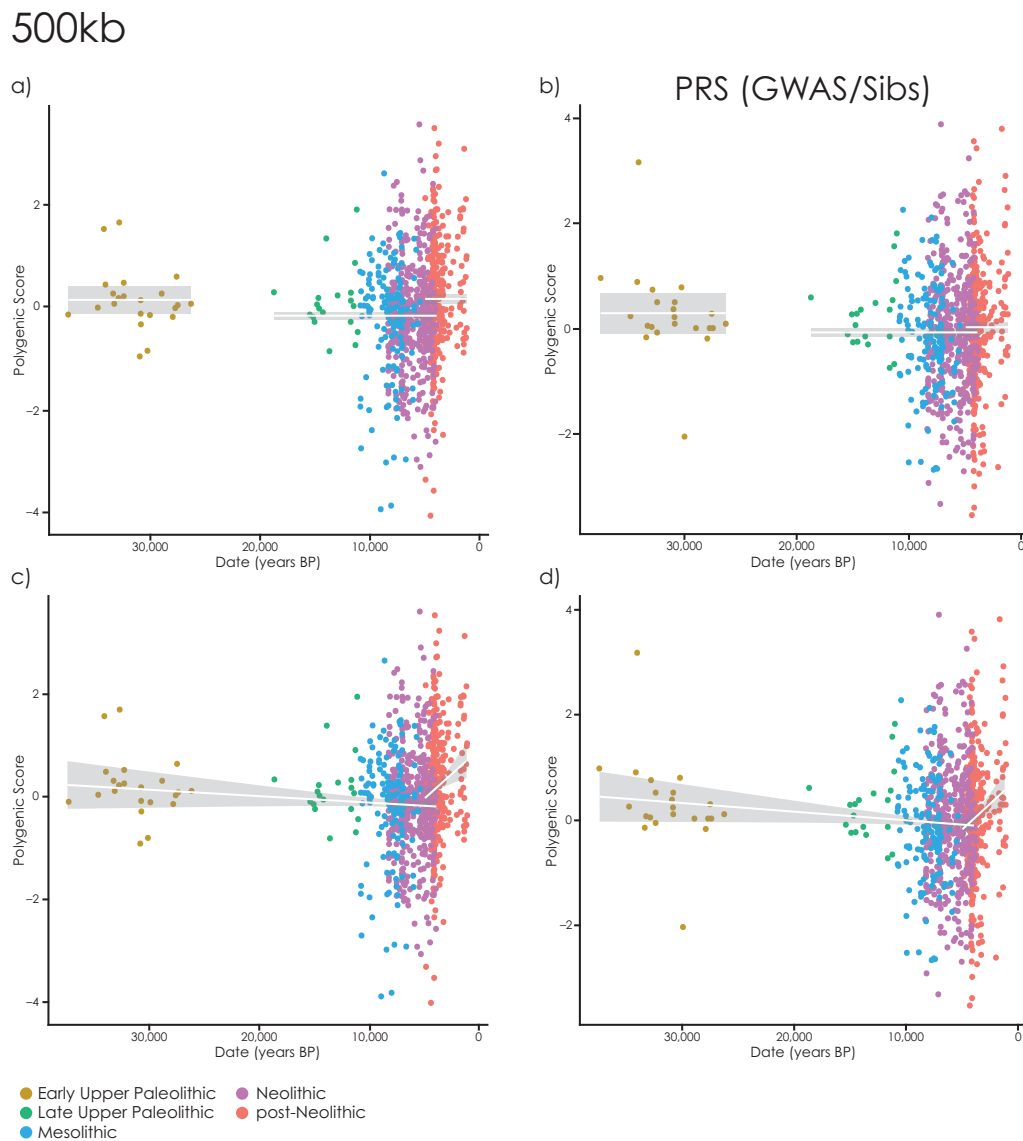 500kb
a)
b)
PRS (GWAS/Sibs)
Polygenic Score
2
0
−2
−4
30,000
20,000
10,000
0
Date (years BP)
Polygenic Score
4
2
0
−2
30,000
20,000
10,000
0
Date (years BP)
c)
d)
Polygenic Score
2
0
−2
−4
30,000
20,000
10,000
0
Date (years BP)
Polygenic Score
4
2
0
−2
30,000
20,000
10,000
0
Date (years BP)
Early Upper Paleolithic
Neolithic
Late Upper Paleolithic
post-Neolithic
Mesolithic